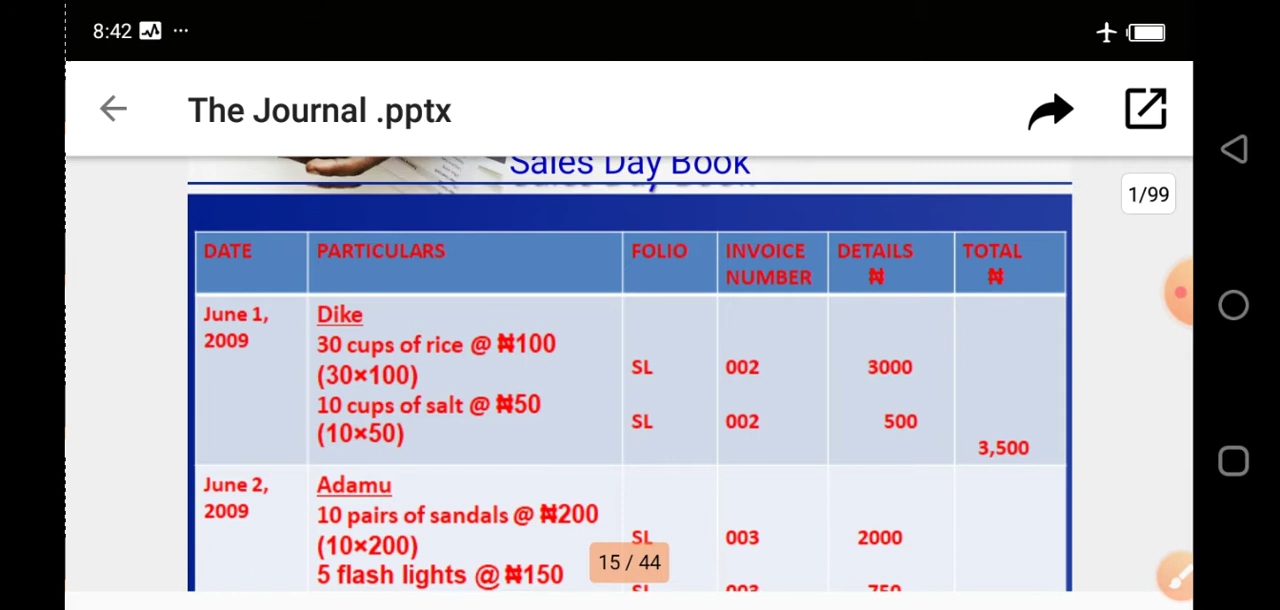 8:42 ...
The Journal .pptx
Sales Day Book
1/99
DATE PARTICULARS FOLIO INVOICE NUMBER DETAILS ₦ TOTAL ₦
June 1, 2009
Dike
30 cups of rice @ ₦100
(30×100) SL 002 3000
10 cups of salt @ ₦50
(10×50) SL 002 500
3,500
June 2, 2009
Adamu
10 pairs of sandals @ ₦200
(10×200) SL 003 2000
5 flash lights @ ₦150
SL 003 750
15 / 44